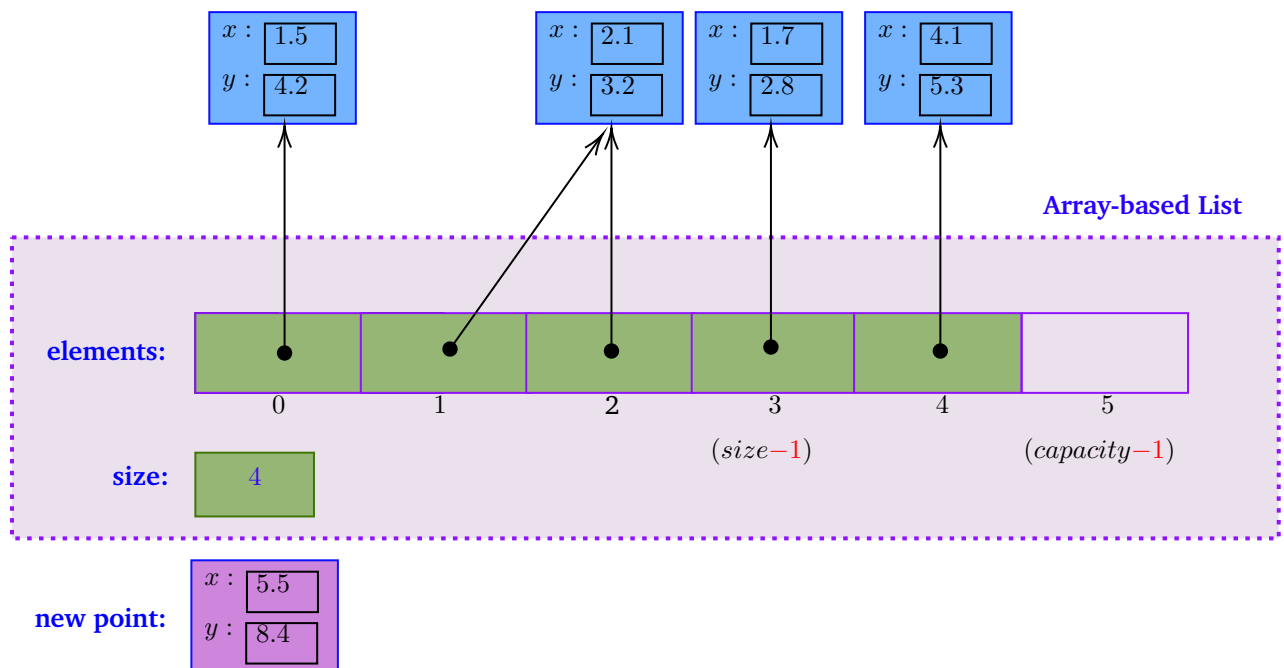 x : 1.5 x : 2.1 x : 1.7 x : 4.1
y : 4.2 y : 3.2 y : 2.8 y : 5.3
Array-based List
elements:
0 1 2 3 4 5
(size−1) (capacity−1)
size: 4
x : 5.5
new point:
y : 8.4